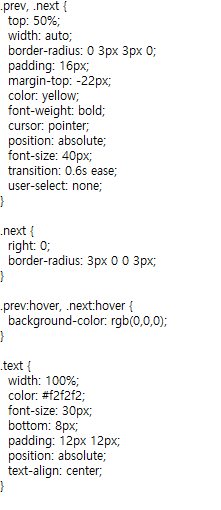 .prev, .next {
  top: 50%;
  width: auto;
  border-radius: 0 3px 3px 0;
  padding: 16px;
  margin-top: -22px;
  color: yellow;
  font-weight: bold;
  cursor: pointer;
  position: absolute;
  font-size: 40px;
  transition: 0.6s ease;
  user-select: none;
}

.next {
  right: 0;
  border-radius: 3px 0 0 3px;
}

.prev:hover, .next:hover {
  background-color: rgb(0,0,0);
}

.text {
  width: 100%;
  color: #f2f2f2;
  font-size: 30px;
  bottom: 8px;
  padding: 12px 12px;
  position: absolute;
  text-align: center;
}